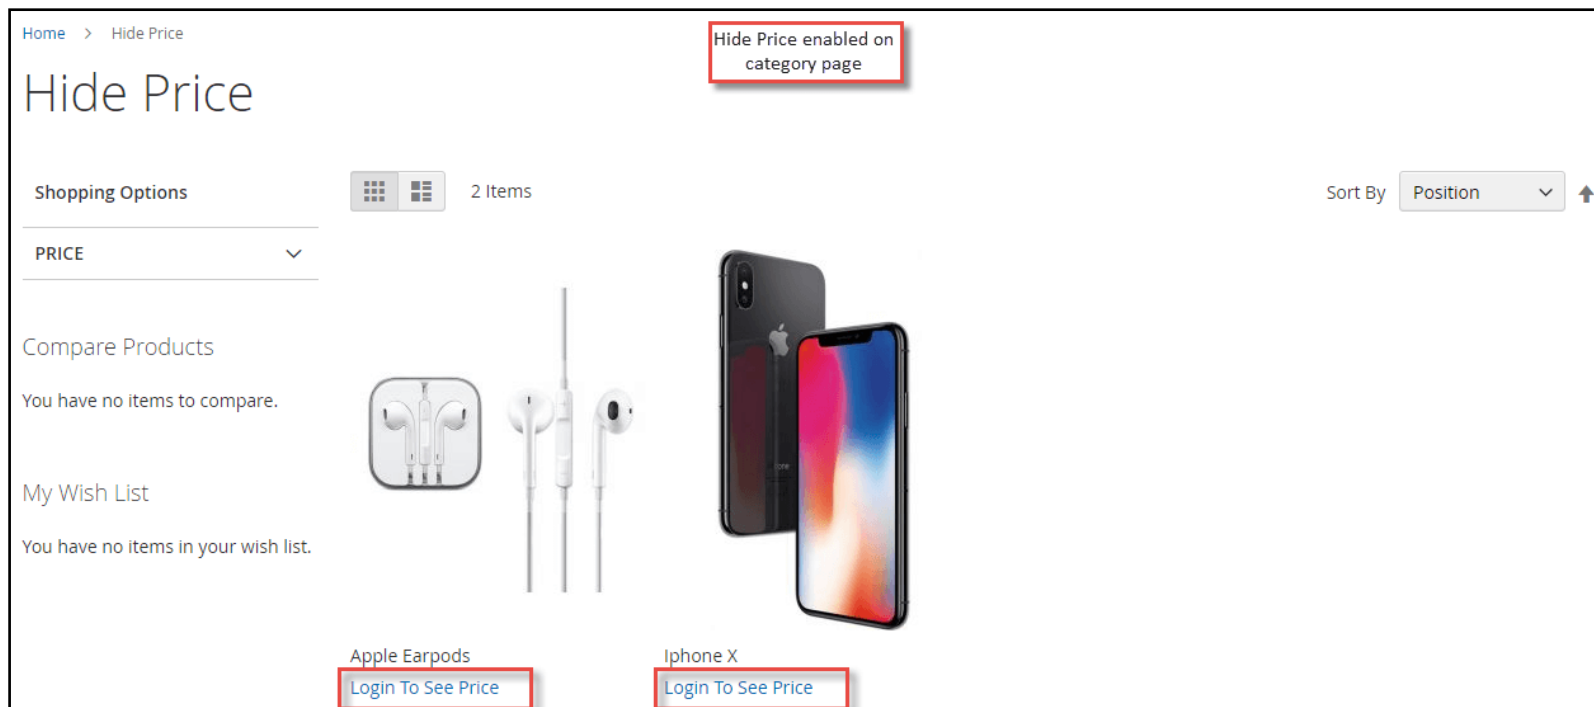 Home > Hide Price
Hide Price enabled on
category page
Hide Price
Shopping Options
2 Items
Sort By Position
PRICE
Compare Products
You have no items to compare.
My Wish List
You have no items in your wish list.
Apple Earpods
Iphone X
Login To See Price
Login To See Price